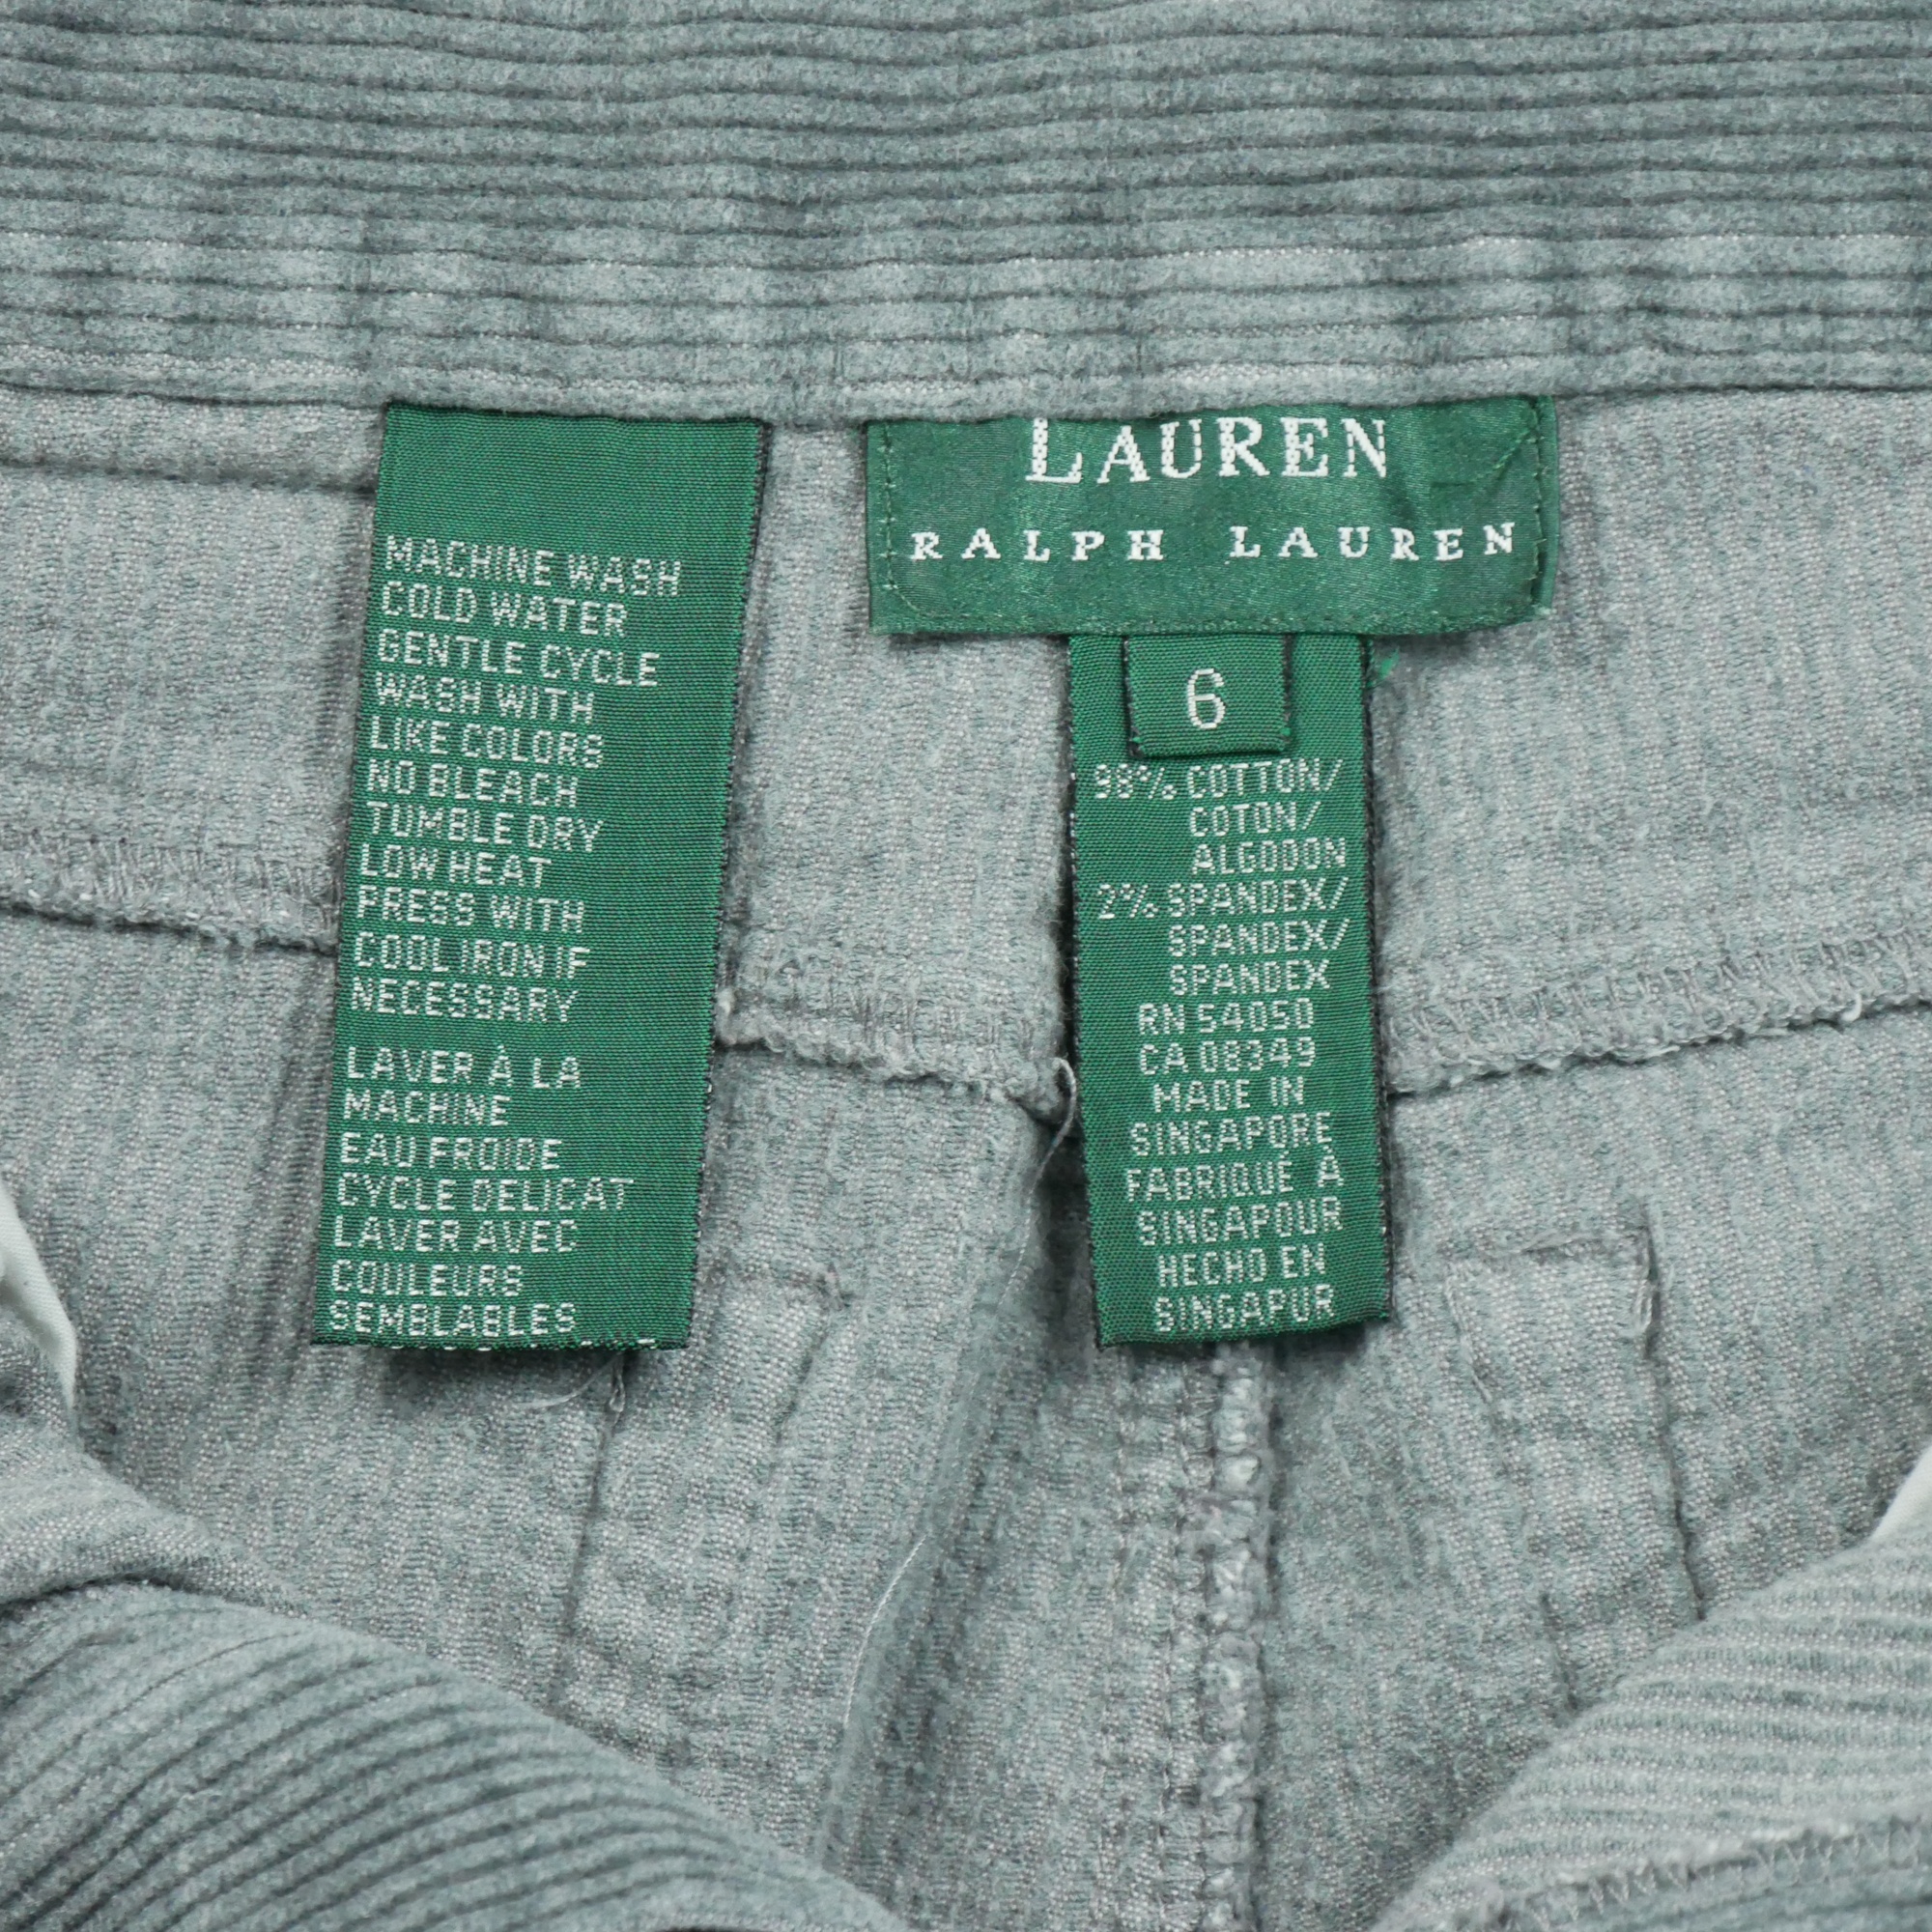 MACHINE WASH
COLD WATER
GENTLE CYCLE
WASH WITH
LIKE COLORS
NO BLEACH
TUMBLE DRY
LOW HEAT
PRESS WITH
COOL IRON IF
NECESSARY
LAVER À LA
MACHINE
EAU FROIDE
CYCLE DELICAT
LAVER AVEC
COULEURS
SEMBLABLES
LAUREN
RALPH LAUREN
6
98% COTTON/
COTON/
ALGODON
2% SPANDEX/
SPANDEX/
SPANDEX
RN 54050
CA 08349
MADE IN
SINGAPORE
FABRIQUÉ À
SINGAPOUR
HECHO EN
SINGAPUR